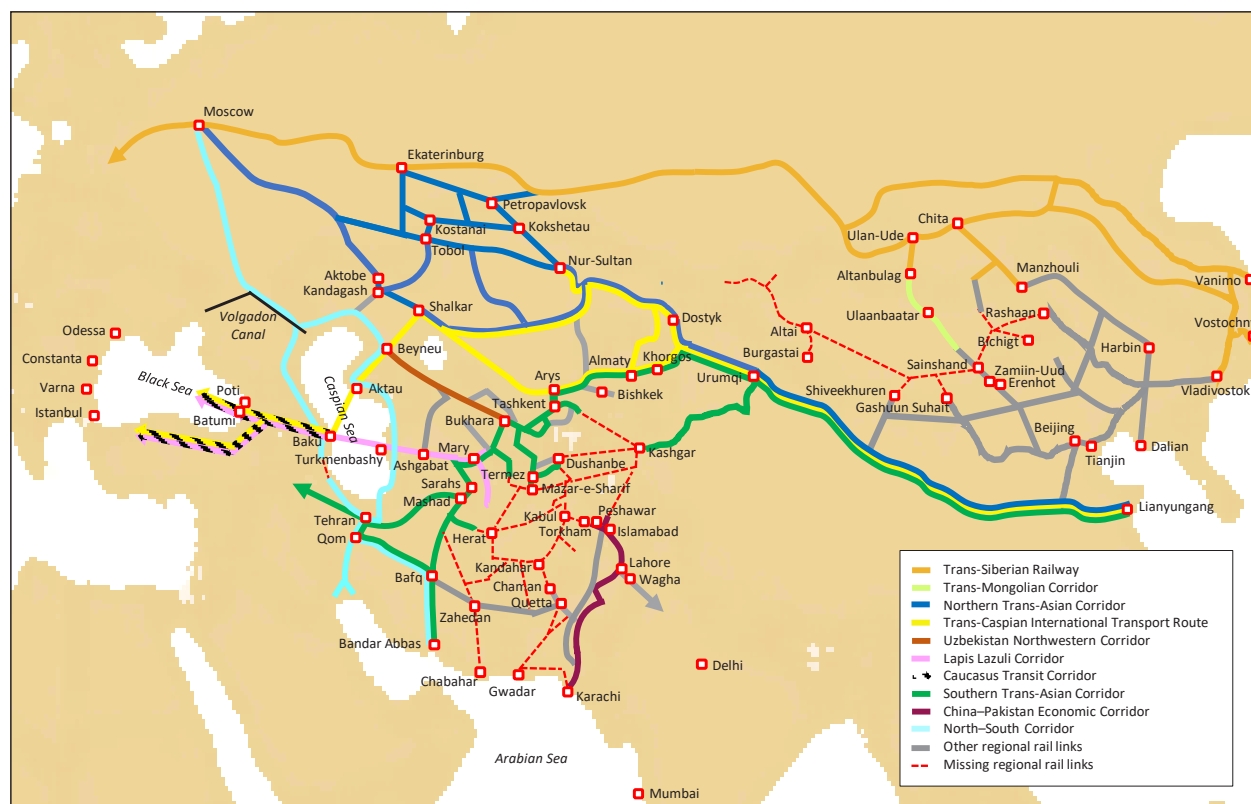 Moscow
Ekaterinburg
Petropavlovsk
Kostanai
Kokshetau
Tobol
Chita
Ulan-Ude
Nur-Sultan
Aktobe
Kandagash
Altanbulag
Manzhouli
Vanimo
Shalkar
Volgadon
Canal
Dostyk
Ulaanbaatar
Rashaan
Vostochny
Odessa
Altai
Bichigt
Constanta
Beyneu
Almaty
Khorgos
Burgastai
Sainshand
Harbin
Zamiin-Uud
Erenhot
Varna
Black Sea
Poti
Caspian Sea
Aktau
Arys
Bishkek
Urumqi
Shiveekhuren
Gashuun Suhait
Vladivostok
Istanbul
Batumi
Tashkent
Bukhara
Baku
Turkmenbashy
Ashgabat
Mary
Dushanbe
Kashgar
Beijing
Tianjin
Dalian
Termez
Sarahs
Mashad
Mazar-e-Sharif
Tehran
Kabul
Peshawar
Torkham
Islamabad
Lianyungang
Qom
Herat
Kandahar
Lahore
Bafq
Chaman
Wagha
Quetta
Zahedan
Bandar Abbas
Delhi
Chabahar
Gwadar
Karachi
Arabian Sea
Mumbai
Trans-Siberian Railway
Trans-Mongolian Corridor
Northern Trans-Asian Corridor
Trans-Caspian International Transport Route
Uzbekistan Northwestern Corridor
Lapis Lazuli Corridor
Caucasus Transit Corridor
Southern Trans-Asian Corridor
China–Pakistan Economic Corridor
North–South Corridor
Other regional rail links
Missing regional rail links